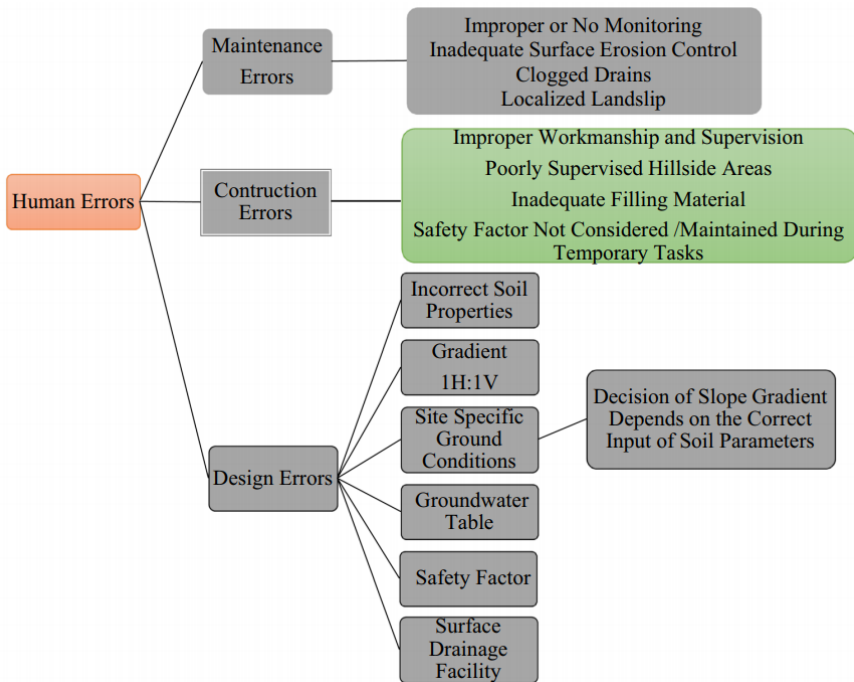 Maintenance
Errors
Improper or No Monitoring
Inadequate Surface Erosion Control
Clogged Drains
Localized Landslip
Human Errors
Contruction
Errors
Improper Workmanship and Supervision
Poorly Supervised Hillside Areas
Inadequate Filling Material
Safety Factor Not Considered /Maintained During
Temporary Tasks
Design Errors
Incorrect Soil
Properties
Gradient
1H:1V
Site Specific
Ground
Conditions
Decision of Slope Gradient
Depends on the Correct
Input of Soil Parameters
Groundwater
Table
Safety Factor
Surface
Drainage
Facility